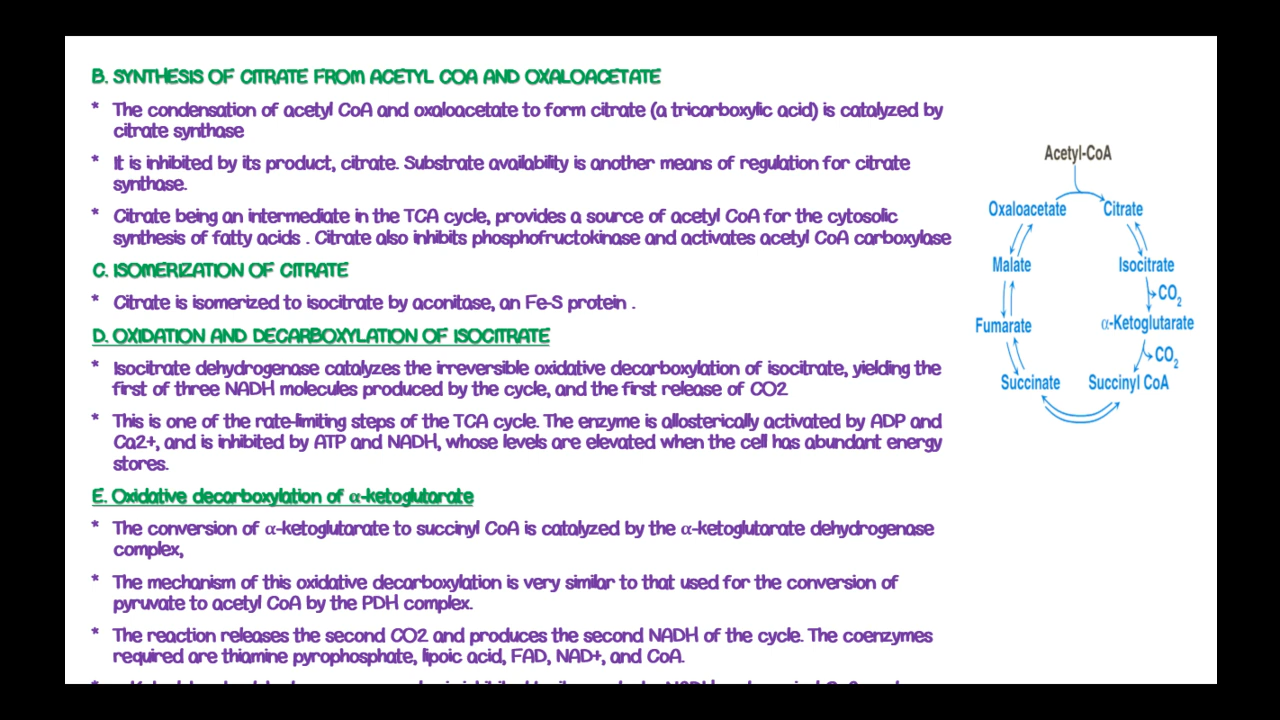 B. SYNTHESIS OF CITRATE FROM ACETYL COA AND OXALOACETATE
* The condensation of acetyl CoA and oxaloacetate to form citrate (a tricarboxylic acid) is catalyzed by
citrate synthase
* It is inhibited by its product, citrate. Substrate availability is another means of regulation for citrate
synthase.
* Citrate being an intermediate in the TCA cycle, provides a source of acetyl CoA for the cytosolic
synthesis of fatty acids . Citrate also inhibits phosphofructokinase and activates acetyl CoA carboxylase
C. ISOMERIZATION OF CITRATE
* Citrate is isomerized to isocitrate by aconitase, an Fe-S protein .
D. OXIDATION AND DECARBOXYLATION OF ISOCITRATE
* Isocitrate dehydrogenase catalyzes the irreversible oxidative decarboxylation of isocitrate, yielding the
first of three NADH molecules produced by the cycle, and the first release of CO2
* This is one of the rate-limiting steps of the TCA cycle. The enzyme is allosterically activated by ADP and
Ca2+, and is inhibited by ATP and NADH, whose levels are elevated when the cell has abundant energy
stores.
E. Oxidative decarboxylation of α-ketoglutarate
* The conversion of α-ketoglutarate to succinyl CoA is catalyzed by the α-ketoglutarate dehydrogenase
complex,
* The mechanism of this oxidative decarboxylation is very similar to that used for the conversion of
pyruvate to acetyl CoA by the PDH complex.
* The reaction releases the second CO2 and produces the second NADH of the cycle. The coenzymes
required are thiamine pyrophosphate, lipoic acid, FAD, NAD+, and CoA.
Acetyl-CoA
Oxaloacetate Citrate
Malate Isocitrate
CO2
Fumarate α-Ketoglutarate
CO2
Succinate Succinyl CoA